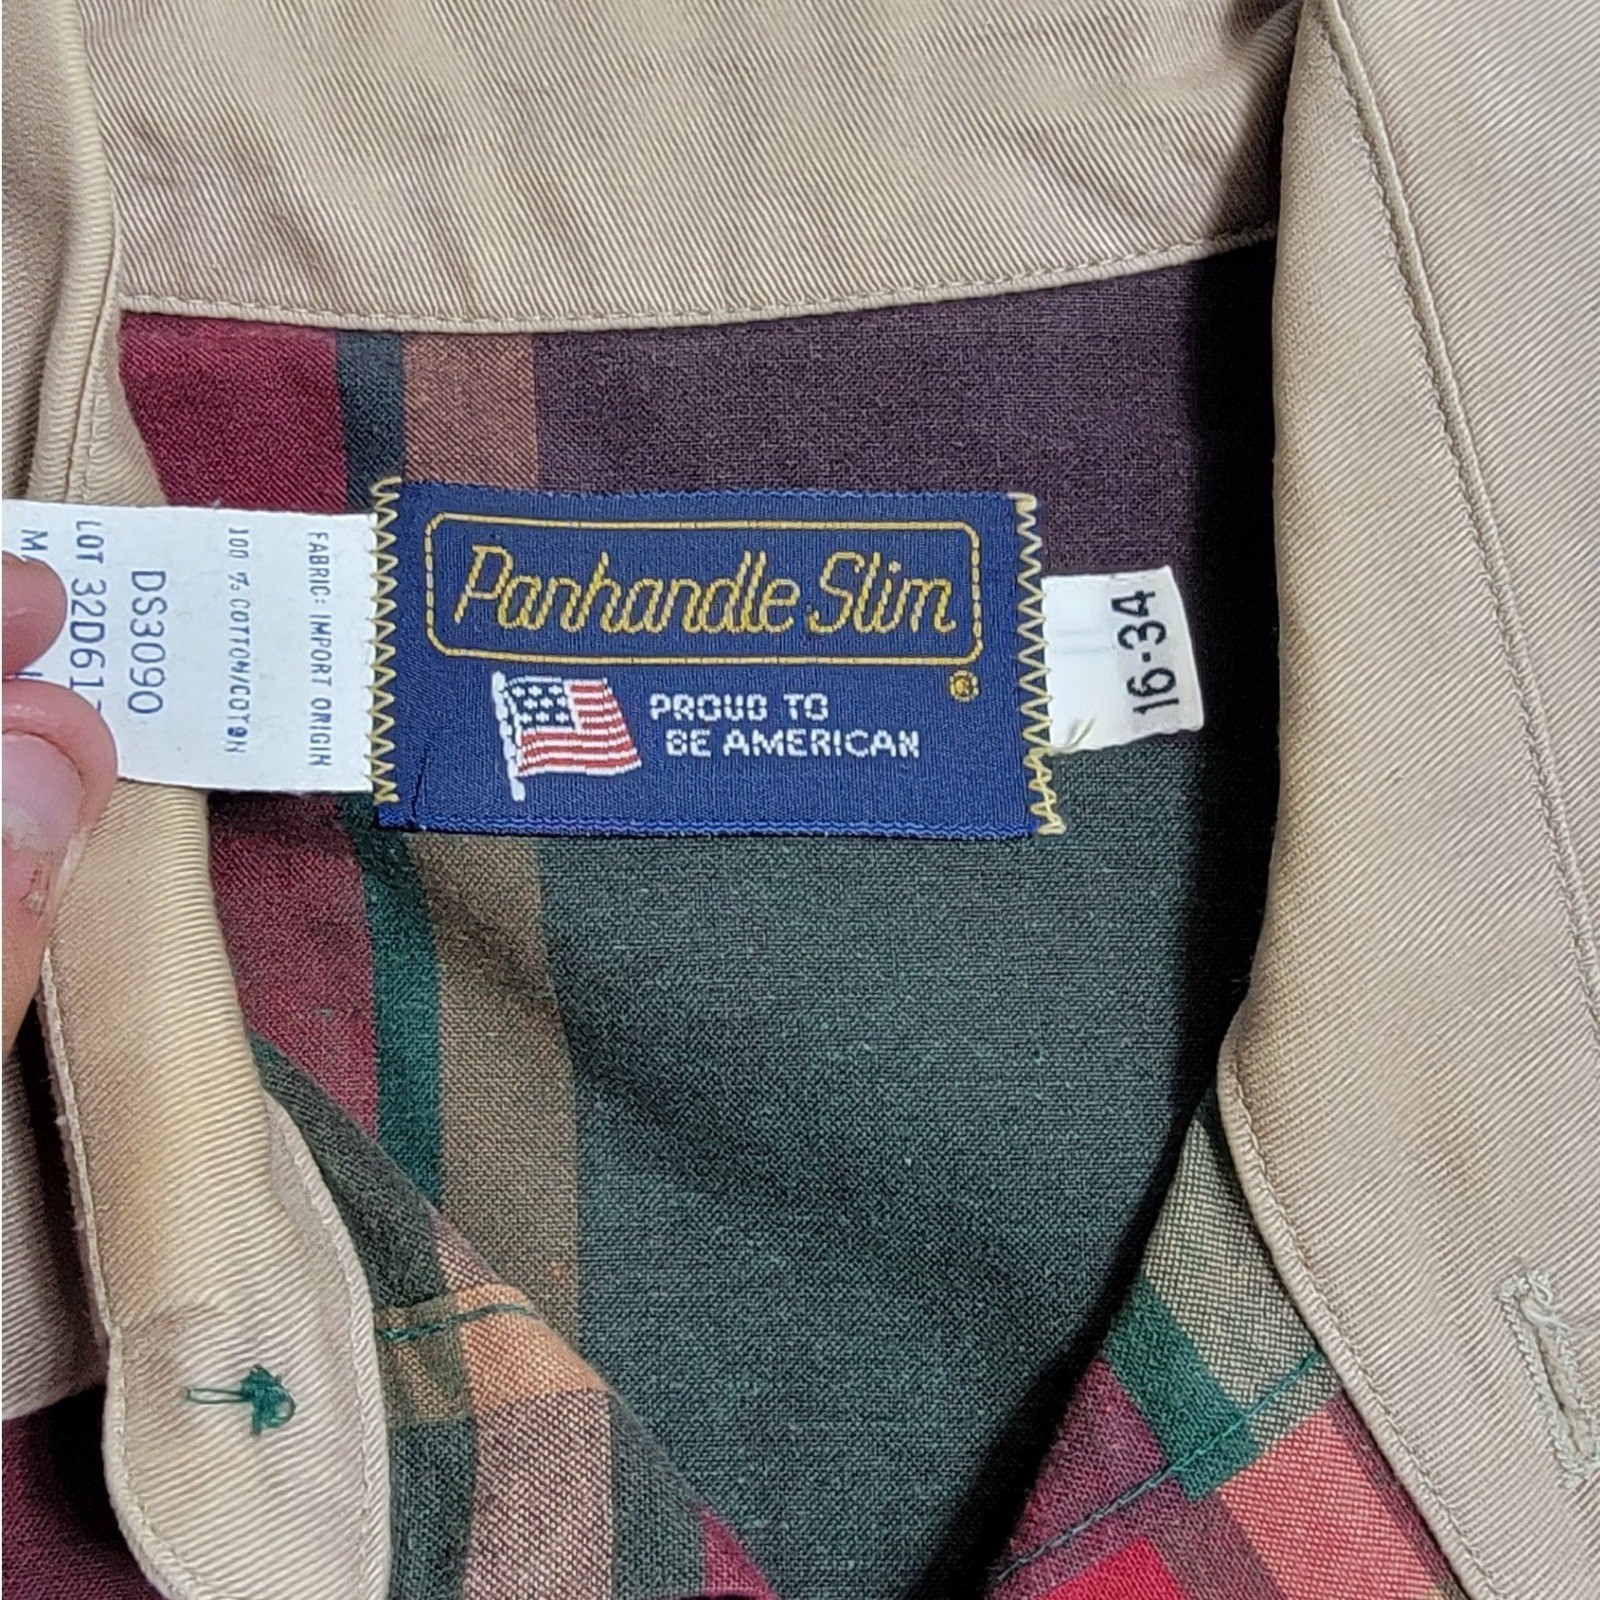 Panhandle Slim
PROUD TO
BE AMERICAN
16-34
FABRIC: IMPORT ORIGIN
100 % COTTON/COTON
DS3090
LOT 32D61